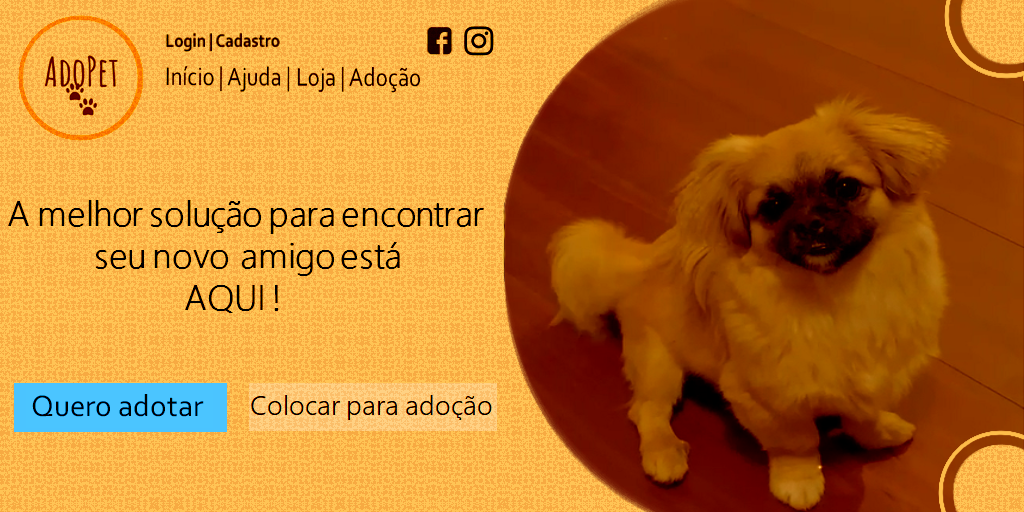 ADOPET
Login | Cadastro
Início | Ajuda | Loja | Adoção
A melhor solução para encontrar
seu novo amigo está
AQUI !
Quero adotar
Colocar para adoção